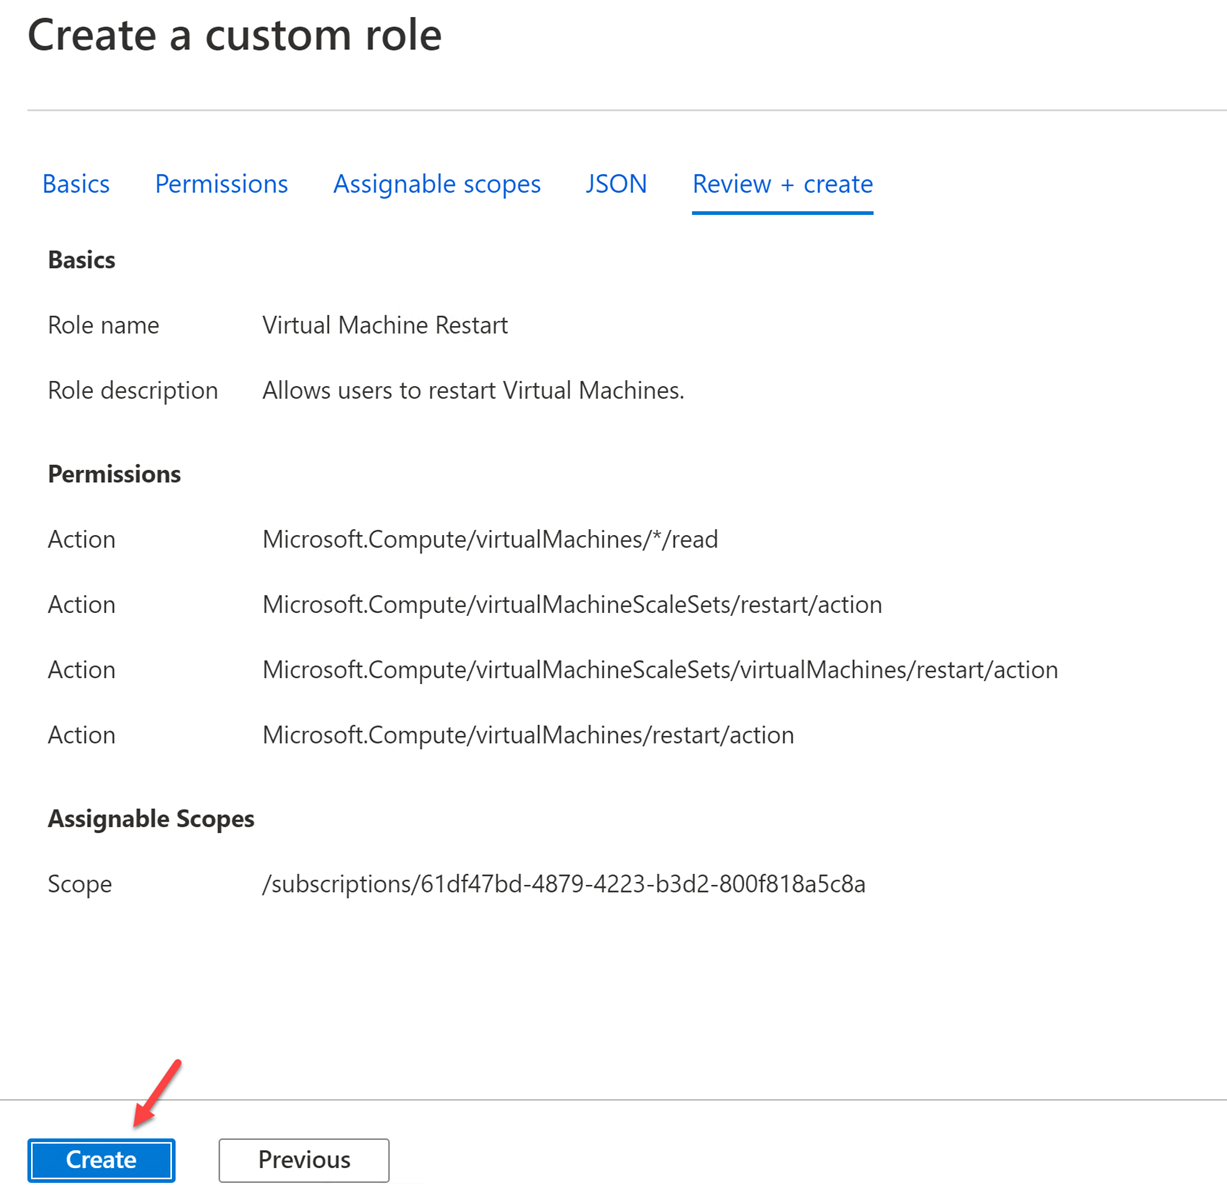 Create a custom role
Basics Permissions Assignable scopes JSON Review + create
Basics
Role name Virtual Machine Restart
Role description Allows users to restart Virtual Machines.
Permissions
Action Microsoft.Compute/virtualMachines/*/read
Action Microsoft.Compute/virtualMachineScaleSets/restart/action
Action Microsoft.Compute/virtualMachineScaleSets/virtualMachines/restart/action
Action Microsoft.Compute/virtualMachines/restart/action
Assignable Scopes
Scope /subscriptions/61df47bd-4879-4223-b3d2-800f818a5c8a
Create Previous